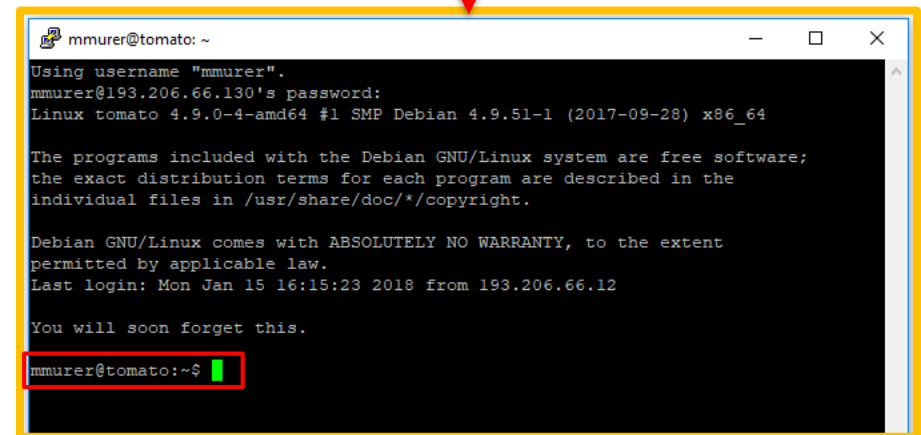 mmurer@tomato: ~
Using username "mmurer".
mmurer@193.206.66.130's password:
Linux tomato 4.9.0-4-amd64 #1 SMP Debian 4.9.51-1 (2017-09-28) x86_64
The programs included with the Debian GNU/Linux system are free software;
the exact distribution terms for each program are described in the
individual files in /usr/share/doc/*/copyright.
Debian GNU/Linux comes with ABSOLUTELY NO WARRANTY, to the extent
permitted by applicable law.
Last login: Mon Jan 15 16:15:23 2018 from 193.206.66.12
You will soon forget this.
mmurer@tomato:~$